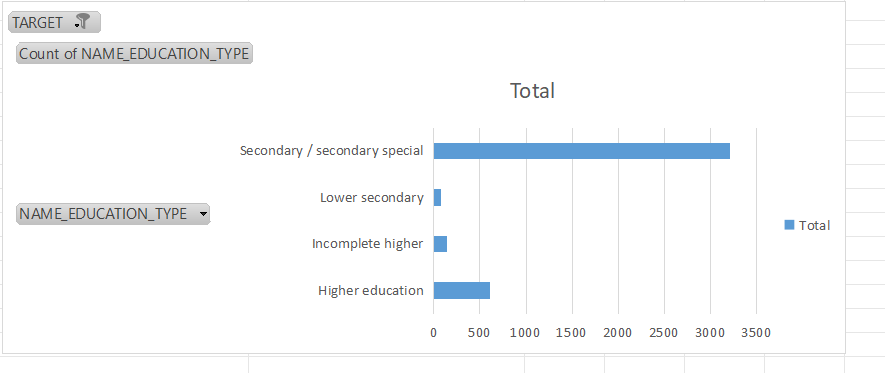 TARGET
Count of NAME_EDUCATION_TYPE
Total
Secondary / secondary special
Lower secondary
NAME_EDUCATION_TYPE
Total
Incomplete higher
Higher education
0 500 1000 1500 2000 2500 3000 3500